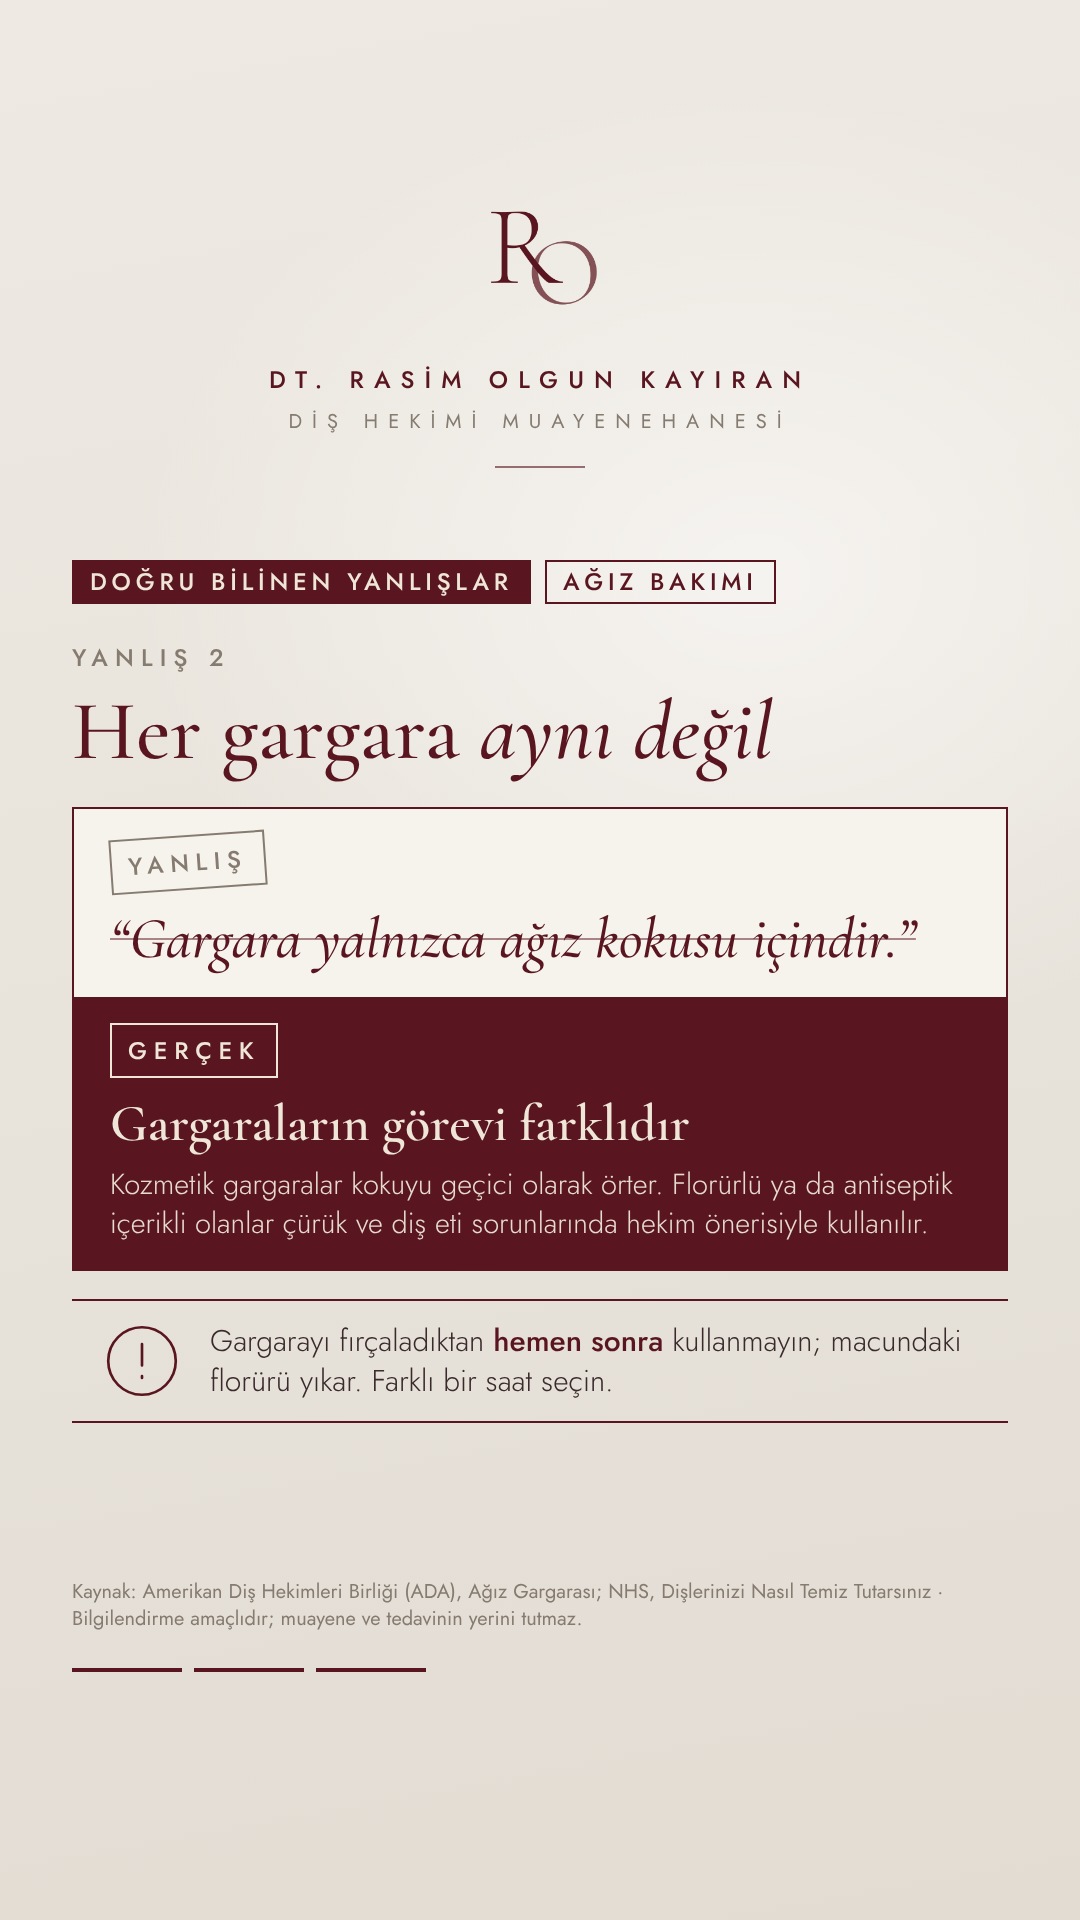 RO
DT. RASİM OLGUN KAYIRAN
DİŞ HEKİMİ MUAYENEHANESİ
DOĞRU BİLİNEN YANLIŞLAR AĞIZ BAKIMI
YANLIŞ 2
Her gargara aynı değil
YANLIŞ
“Gargara yalnızca ağız kokusu içindir.”
GERÇEK
Gargaraların görevi farklıdır
Kozmetik gargaralar kokuyu geçici olarak örter. Florürlü ya da antiseptik
içerikli olanlar çürük ve diş eti sorunlarında hekim önerisiyle kullanılır.
Gargarayı fırçaladıktan hemen sonra kullanmayın; macundaki
florürü yıkar. Farklı bir saat seçin.
Kaynak: Amerikan Diş Hekimleri Birliği (ADA), Ağız Gargarası; NHS, Dişlerinizi Nasıl Temiz Tutarsınız ·
Bilgilendirme amaçlıdır; muayene ve tedavinin yerini tutmaz.